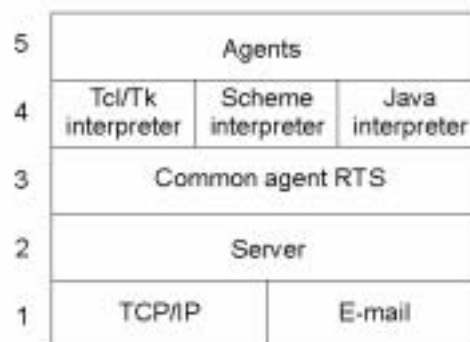 5
Agents
4
Tcl/Tk interpreter
Scheme interpreter
Java interpreter
3
Common agent RTS
2
Server
1
TCP/IP
E-mail